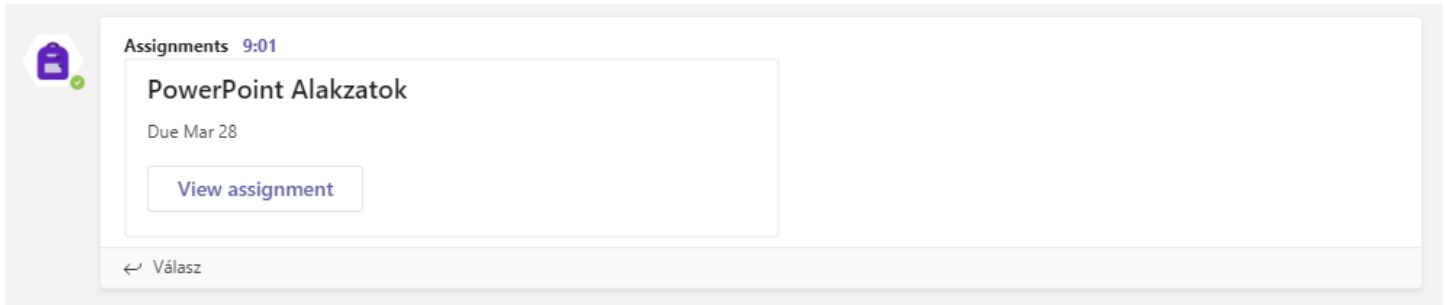 Assignments 9:01
PowerPoint Alakzatok
Due Mar 28
View assignment
Válasz